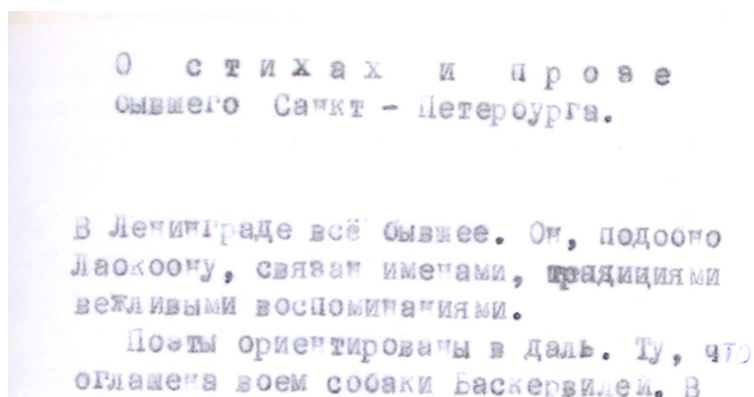 О стихах и прозе
бывшего Санкт - Петербурга.
В Ленинграде всё бывшее. Он, подобно
Лаокоону, связан именами, традициями
вежливыми воспоминаниями.
Поэты ориентированы в даль. Ту, что
оглашена воем собаки Баскервилей. В